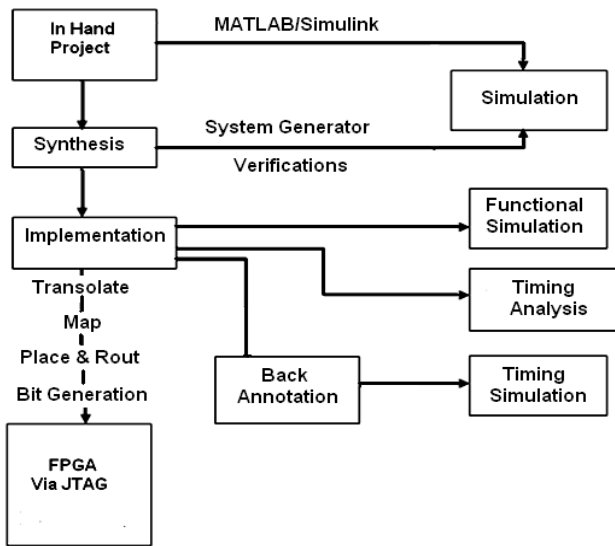 In Hand
Project
MATLAB/Simulink
Simulation
Synthesis
System Generator
Verifications
Implementation
Functional
Simulation
Transolate
Map
Place & Rout
Bit Generation
Timing
Analysis
Back
Annotation
Timing
Simulation
FPGA
Via JTAG